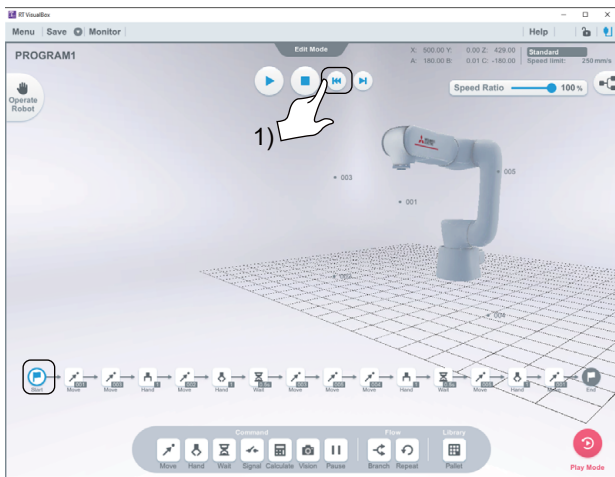 RT VisualBox
Menu Save Monitor Help
PROGRAM1
Edit Mode
X: 500.00 Y: 0.00 Z: 429.00 Standard
A: 180.00 B: 0.01 C: -180.00 Speed limit: 250 mm/s
Operate
Robot
Speed Ratio 100 %
1)
003
005
001
004
Start Move Move Hand Move Hand Wait Move Move Move Hand Wait Move Hand Move End
Command Flow Library
Move Hand Wait Signal Calculate Vision Pause Branch Repeat Pallet
Play Mode